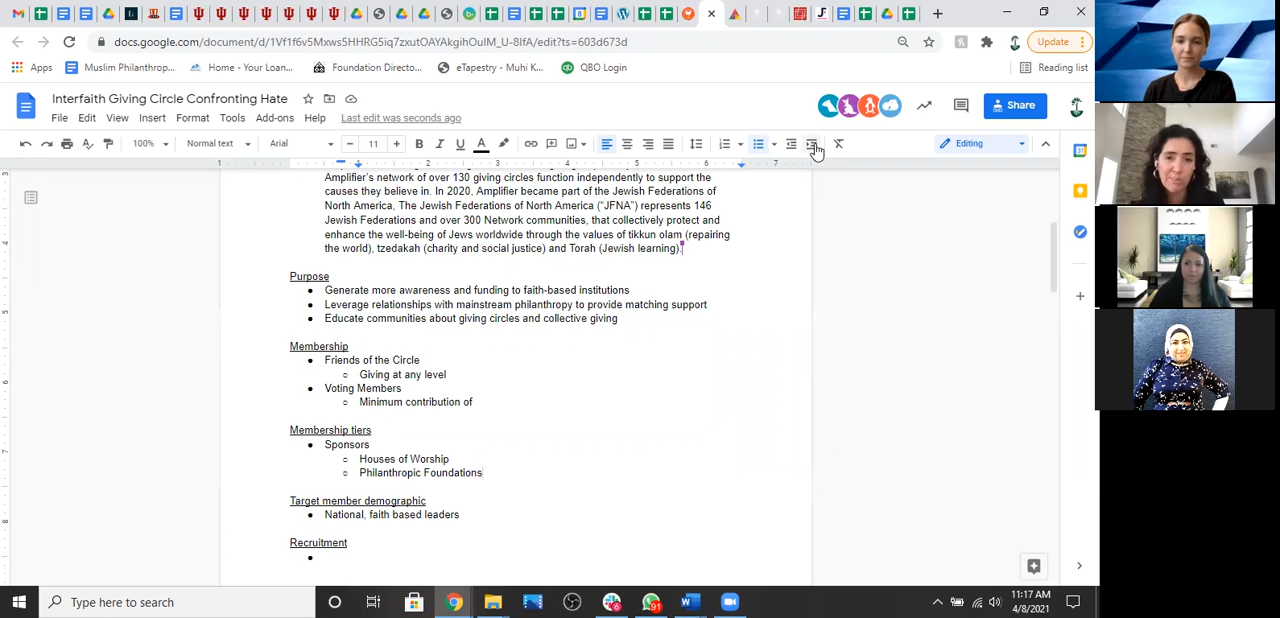 docs.google.com/document/d/1Vf1f6v5Mxws5HHRG5iq7zxutOAYAkgihOuIM_U-8IfA/edit?ts=603d673d
Update
Apps
Muslim Philanthrop...
Home - Your Loan...
Foundation Directo...
eTapestry - Muhi K...
QBO Login
Reading list
Interfaith Giving Circle Confronting Hate
File Edit View Insert Format Tools Add-ons Help Last edit was seconds ago
Share
100% Normal text Arial 11 Editing
Amplifier's network of over 130 giving circles function independently to support the
causes they believe in. In 2020, Amplifier became part of the Jewish Federations of
North America, The Jewish Federations of North America ("JFNA") represents 146
Jewish Federations and over 300 Network communities, that collectively protect and
enhance the well-being of Jews worldwide through the values of tikkun olam (repairing
the world), tzedakah (charity and social justice) and Torah (Jewish learning).
Purpose
● Generate more awareness and funding to faith-based institutions
● Leverage relationships with mainstream philanthropy to provide matching support
● Educate communities about giving circles and collective giving
Membership
● Friends of the Circle
○ Giving at any level
● Voting Members
○ Minimum contribution of
Membership tiers
● Sponsors
○ Houses of Worship
○ Philanthropic Foundations
Target member demographic
● National, faith based leaders
Recruitment
●
Type here to search
11:17 AM
4/8/2021